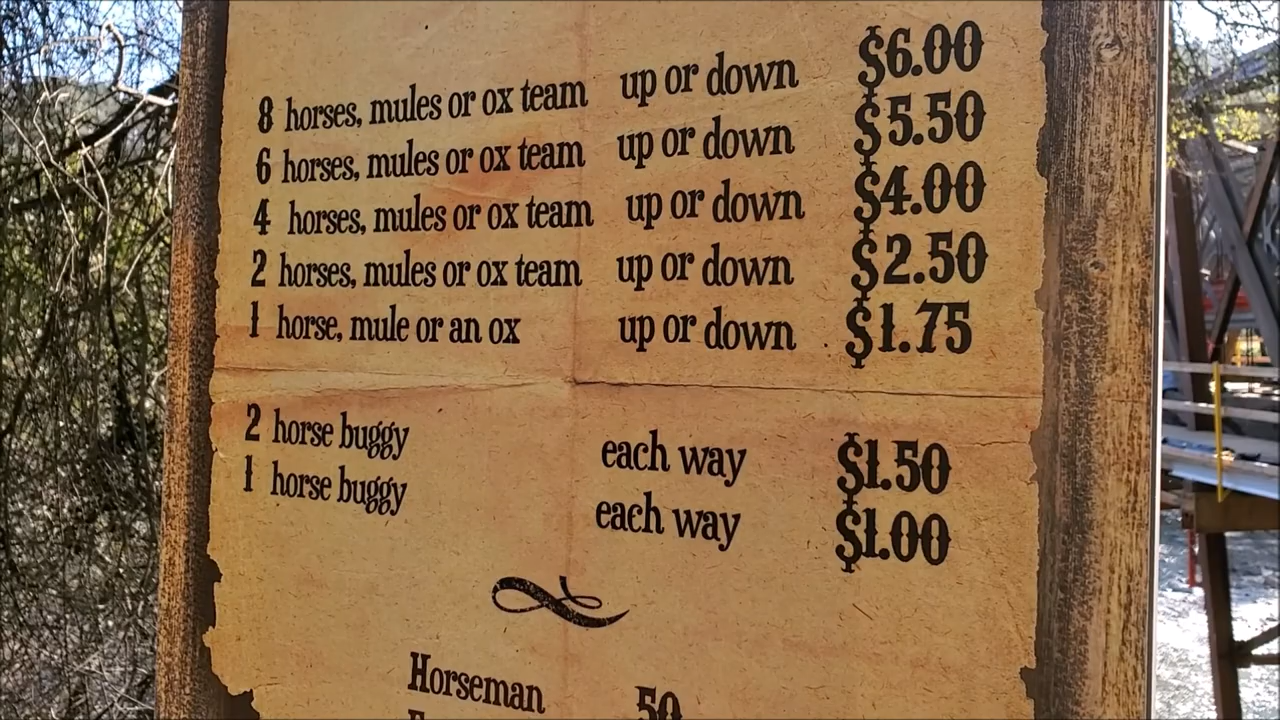 8 horses, mules or ox team up or down $6.00
6 horses, mules or ox team up or down $5.50
4 horses, mules or ox team up or down $4.00
2 horses, mules or ox team up or down $2.50
1 horse, mule or an ox up or down $1.75
2 horse buggy each way $1.50
1 horse buggy each way $1.00
Horseman 50